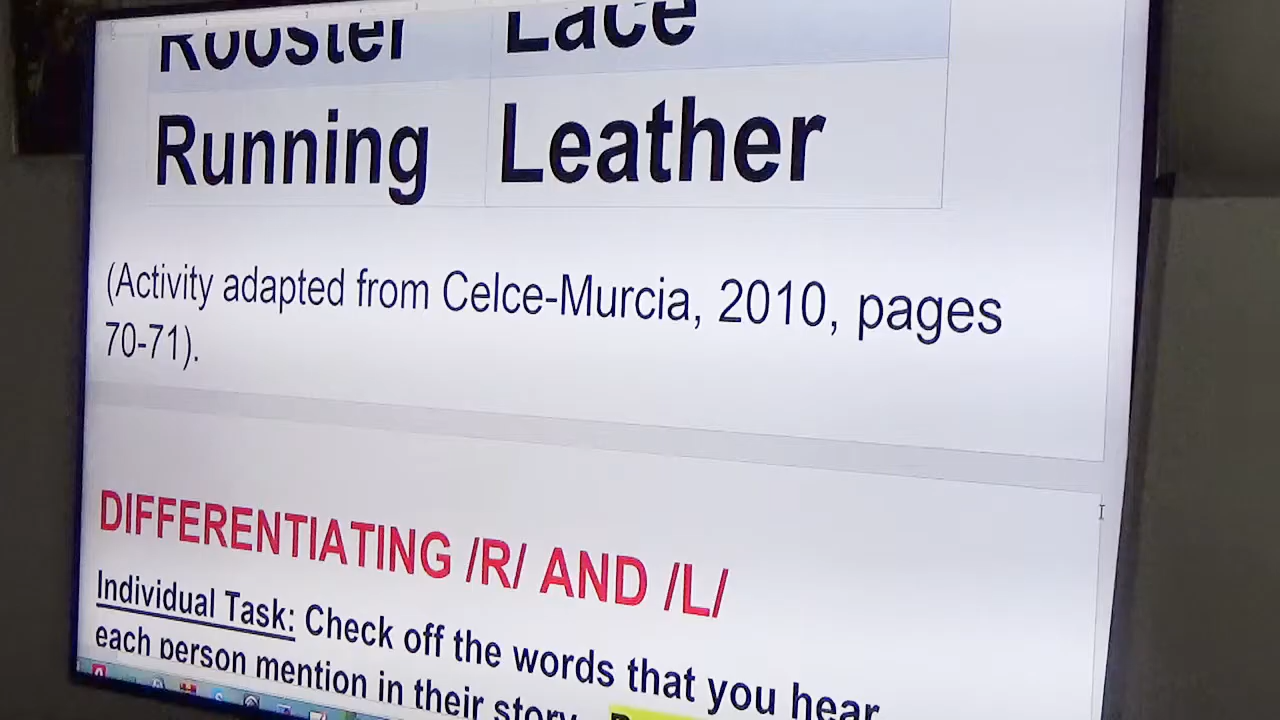 Rooster Lace
Running Leather
(Activity adapted from Celce-Murcia, 2010, pages
70-71).
DIFFERENTIATING /R/ AND /L/
Individual Task: Check off the words that you hear
each person mention in their story.